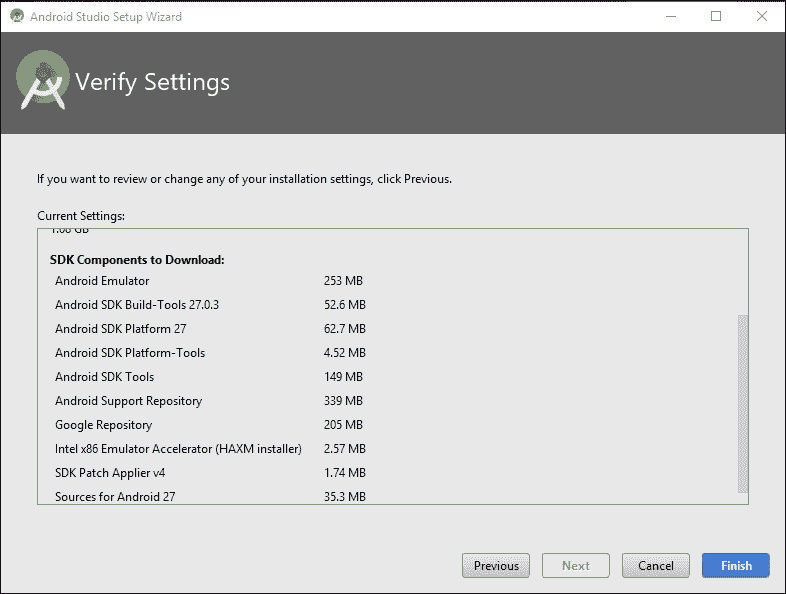 Android Studio Setup Wizard
Verify Settings
If you want to review or change any of your installation settings, click Previous.
Current Settings:
1.08 GB
SDK Components to Download:
Android Emulator 253 MB
Android SDK Build-Tools 27.0.3 52.6 MB
Android SDK Platform 27 62.7 MB
Android SDK Platform-Tools 4.52 MB
Android SDK Tools 149 MB
Android Support Repository 339 MB
Google Repository 205 MB
Intel x86 Emulator Accelerator (HAXM installer) 2.57 MB
SDK Patch Applier v4 1.74 MB
Sources for Android 27 35.3 MB
Previous Next Cancel Finish